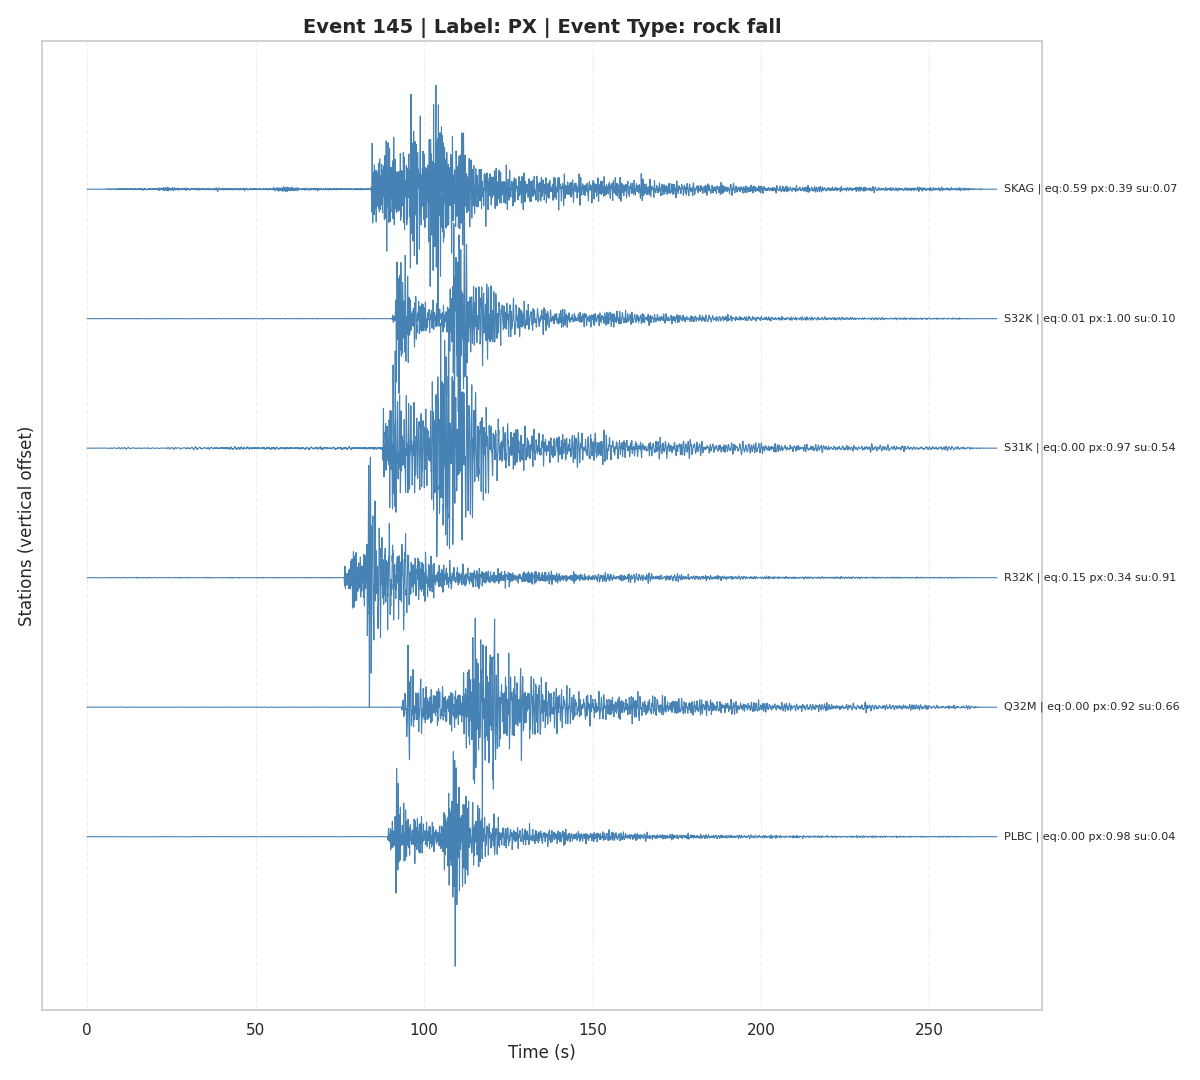 Event 145 | Label: PX | Event Type: rock fall
Stations (vertical offset)
SKAG | eq:0.59 px:0.39 su:0.07
S32K | eq:0.01 px:1.00 su:0.10
S31K | eq:0.00 px:0.97 su:0.54
R32K | eq:0.15 px:0.34 su:0.91
Q32M | eq:0.00 px:0.92 su:0.66
PLBC | eq:0.00 px:0.98 su:0.04
0 50 100 150 200 250
Time (s)